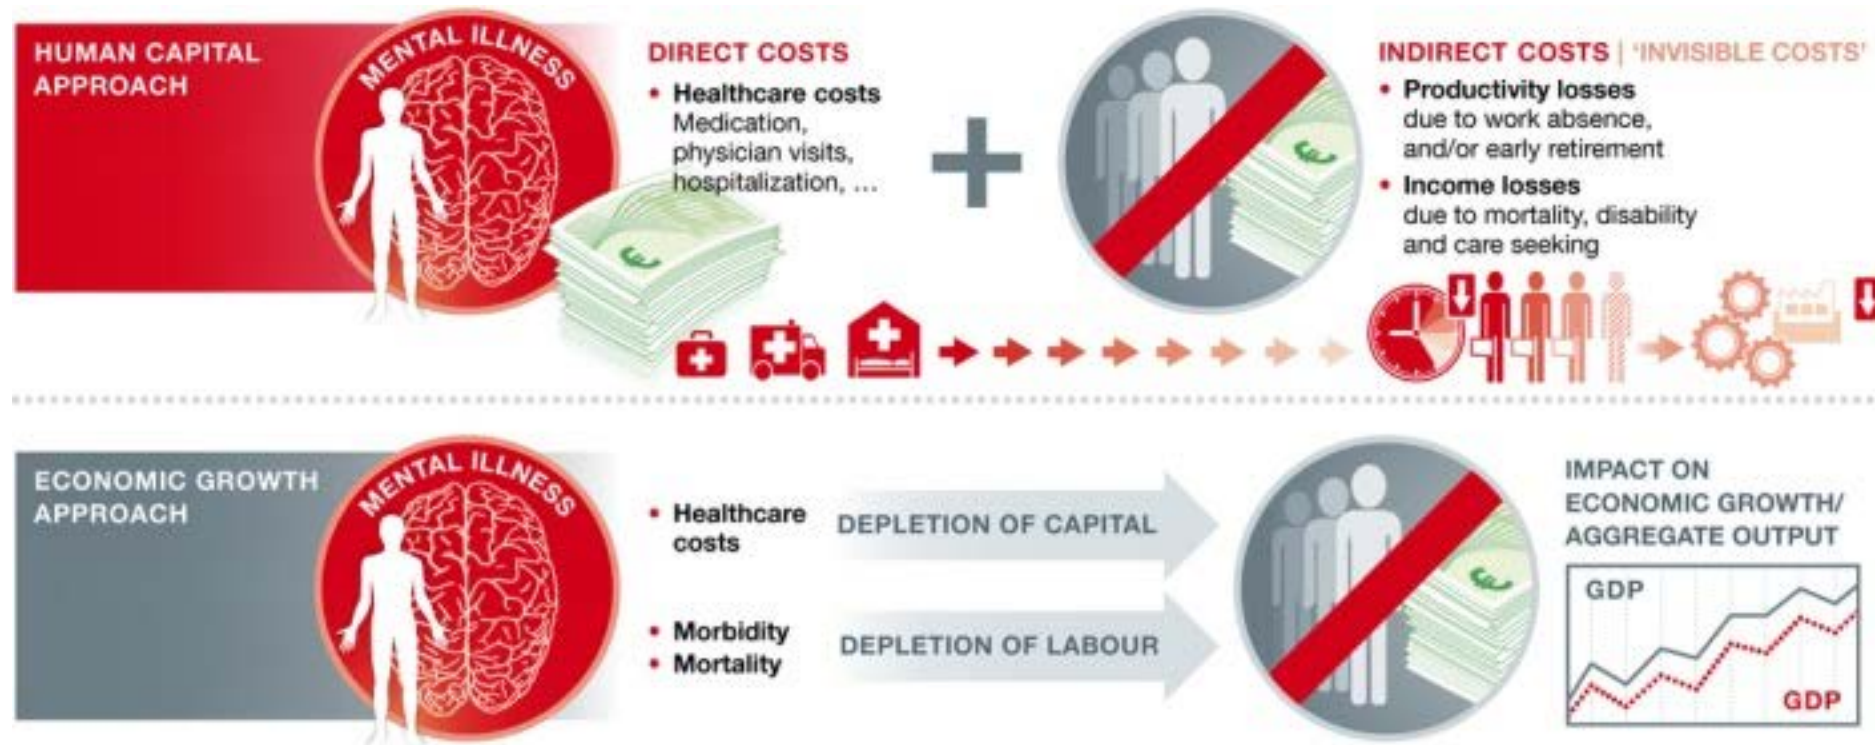 HUMAN CAPITAL
APPROACH
MENTAL ILLNESS
DIRECT COSTS
• Healthcare costs
Medication,
physician visits,
hospitalization, …
+
INDIRECT COSTS | 'INVISIBLE COSTS'
• Productivity losses
due to work absence,
and/or early retirement
• Income losses
due to mortality, disability
and care seeking
ECONOMIC GROWTH
APPROACH
MENTAL ILLNESS
• Healthcare
costs
DEPLETION OF CAPITAL
• Morbidity
• Mortality
DEPLETION OF LABOUR
IMPACT ON
ECONOMIC GROWTH/
AGGREGATE OUTPUT
GDP
GDP